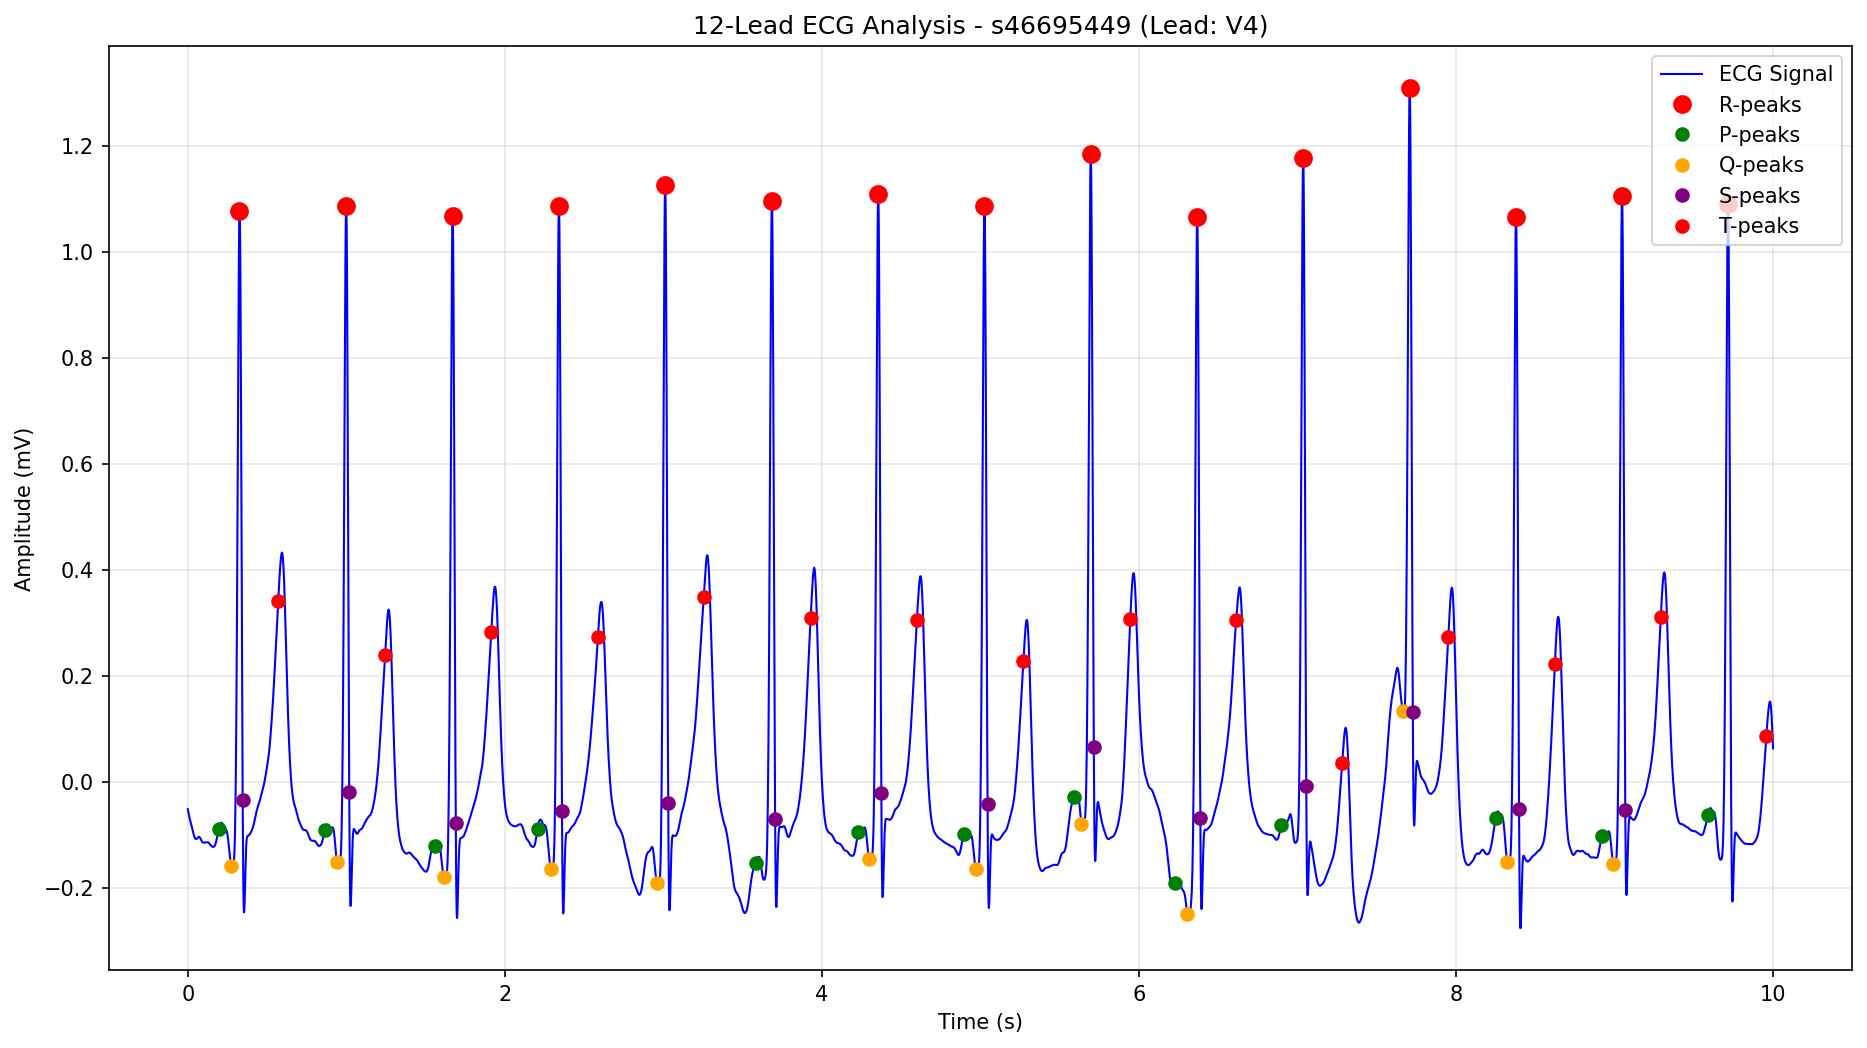 12-Lead ECG Analysis - s46695449 (Lead: V4)
ECG Signal
R-peaks
P-peaks
Q-peaks
S-peaks
T-peaks
Amplitude (mV)
1.2
1.0
0.8
0.6
0.4
0.2
0.0
−0.2
0
2
4
6
8
10
Time (s)